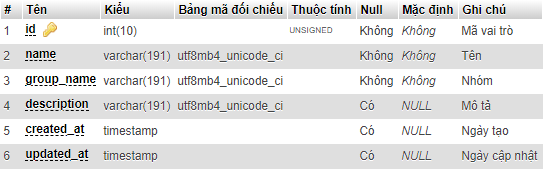 # Tên Kiểu Bảng mã đối chiếu Thuộc tính Null Mặc định Ghi chú
1 id int(10) UNSIGNED Không Không Mã vai trò
2 name varchar(191) utf8mb4_unicode_ci Không Không Tên
3 group_name varchar(191) utf8mb4_unicode_ci Không Không Nhóm
4 description varchar(191) utf8mb4_unicode_ci Có NULL Mô tả
5 created_at timestamp Có NULL Ngày tạo
6 updated_at timestamp Có NULL Ngày cập nhật